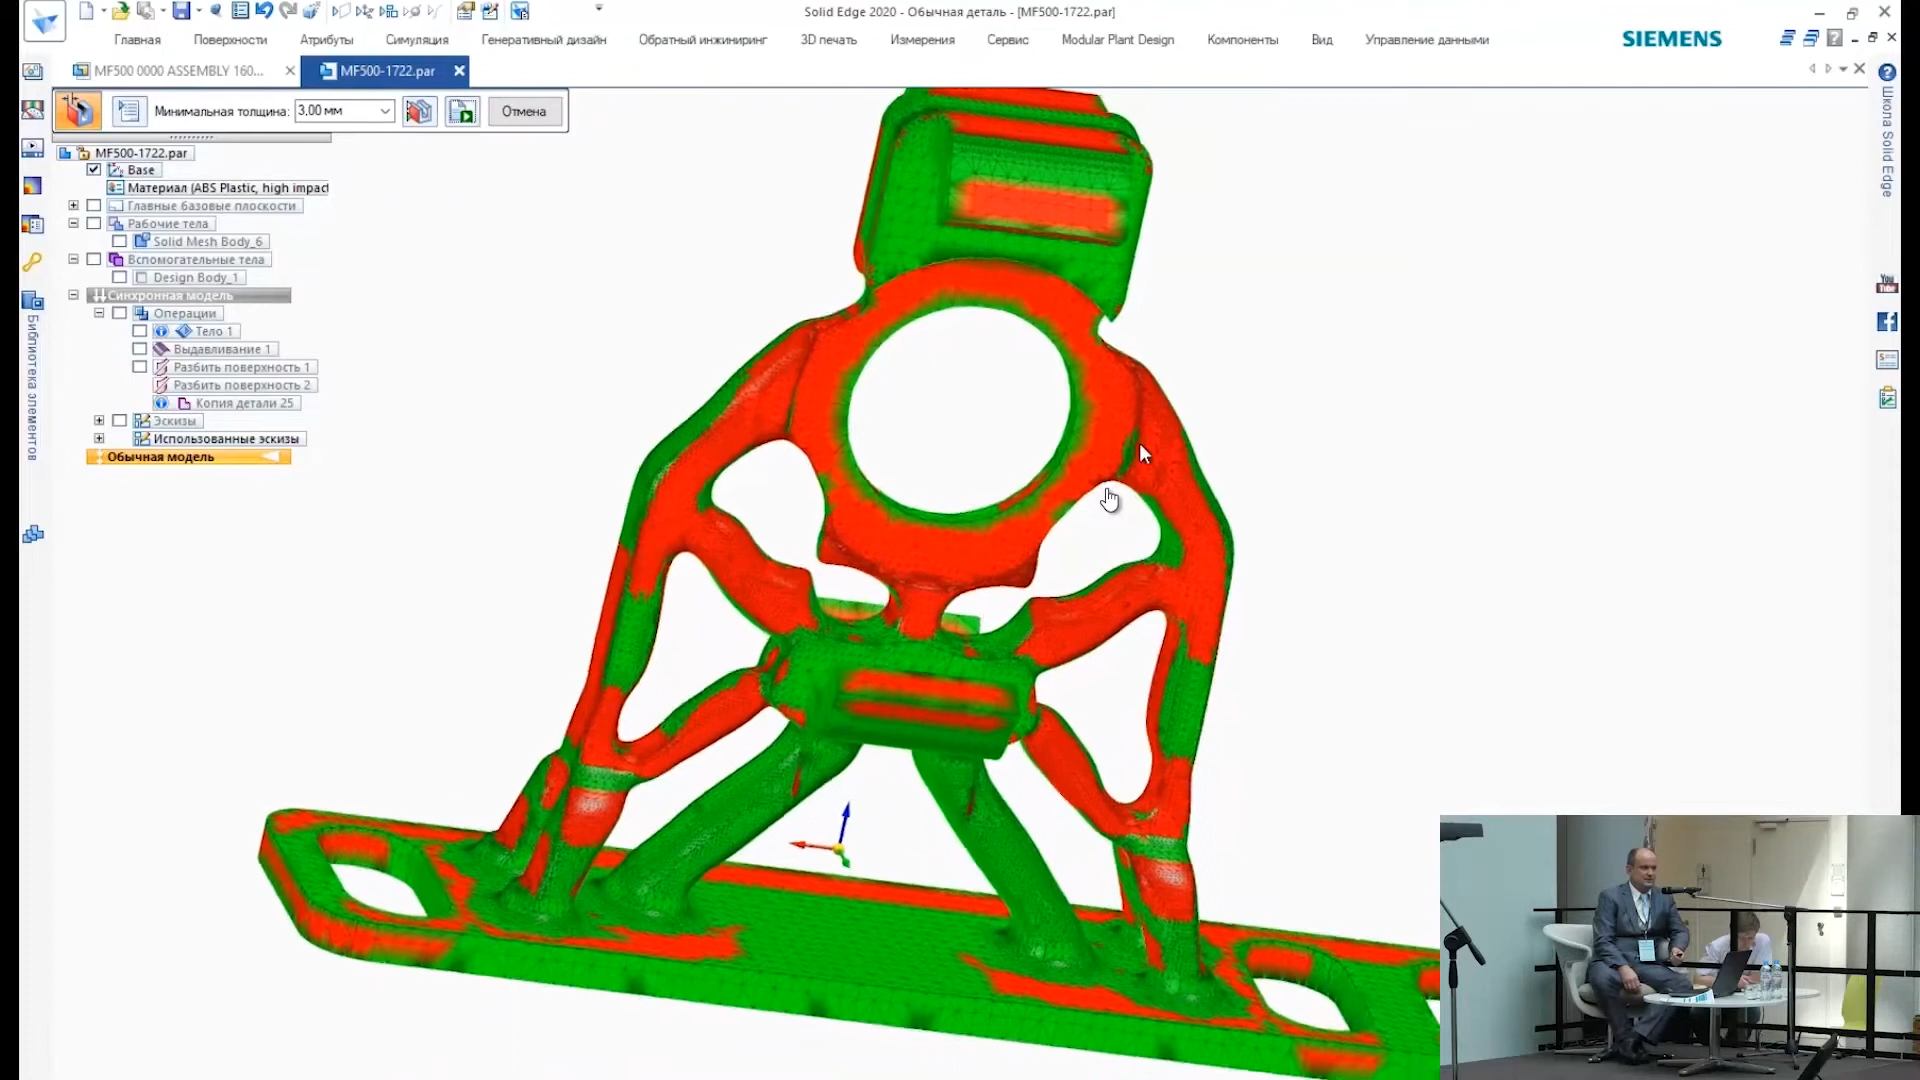 Solid Edge 2020 - Обычная деталь - [MF500-1722.par]
Главная Поверхности Атрибуты Симуляция Генеративный дизайн Обратный инжиниринг 3D печать Измерения Сервис Modular Plant Design Компоненты Вид Управление данными
SIEMENS
MF500 0000 ASSEMBLY 160...
MF500-1722.par
Минимальная толщина: 3,00 мм Отмена
MF500-1722.par
Base
Материал (ABS Plastic, high impact
Главные базовые плоскости
Рабочие тела
Solid Mesh Body_6
Вспомогательные тела
Design Body_1
Синхронная модель
Операции
Тело 1
Выдавливание 1
Разбить поверхность 1
Разбить поверхность 2
Копия детали 25
Эскизы
Использованные эскизы
Обычная модель
Библиотека элементов
Школа Solid Edge
You
Tube